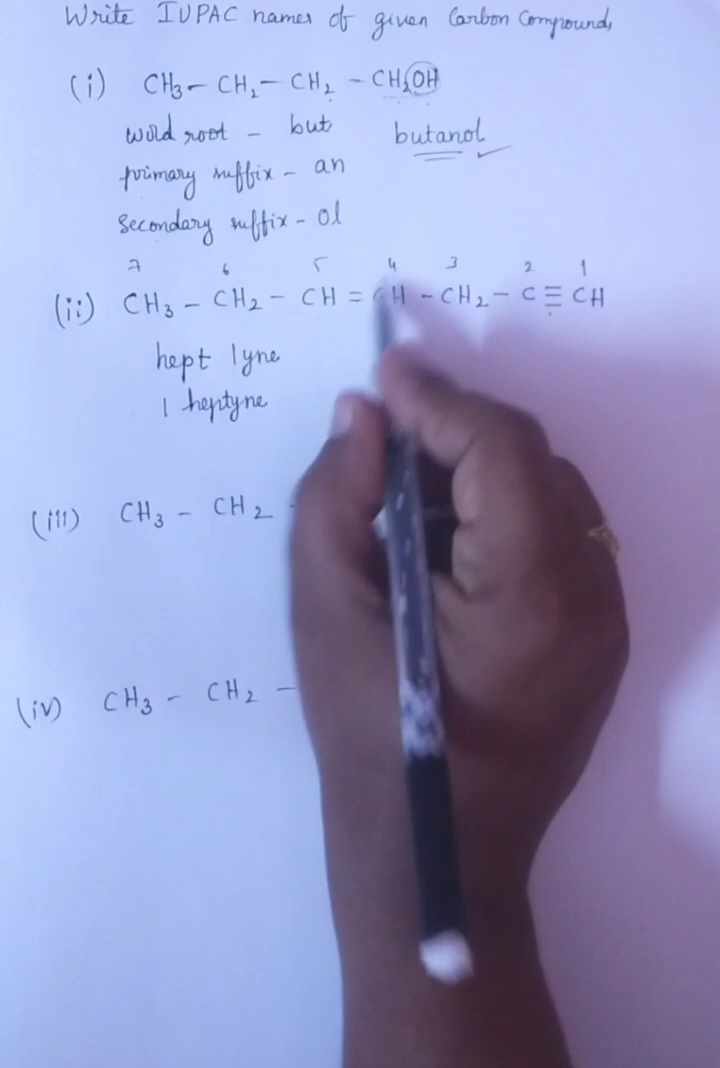 Write IUPAC names of given Carbon Compounds
(i) CH3 - CH2 - CH2 - CH2OH
word root - but butanol
primary suffix - an
Secondary suffix - ol
7 6 5 4 3 2 1
(ii) CH3 - CH2 - CH = CH - CH2 - C ≡ CH
hept 1yne
1 heptyne
(iii) CH3 - CH2
(iv) CH3 - CH2 -